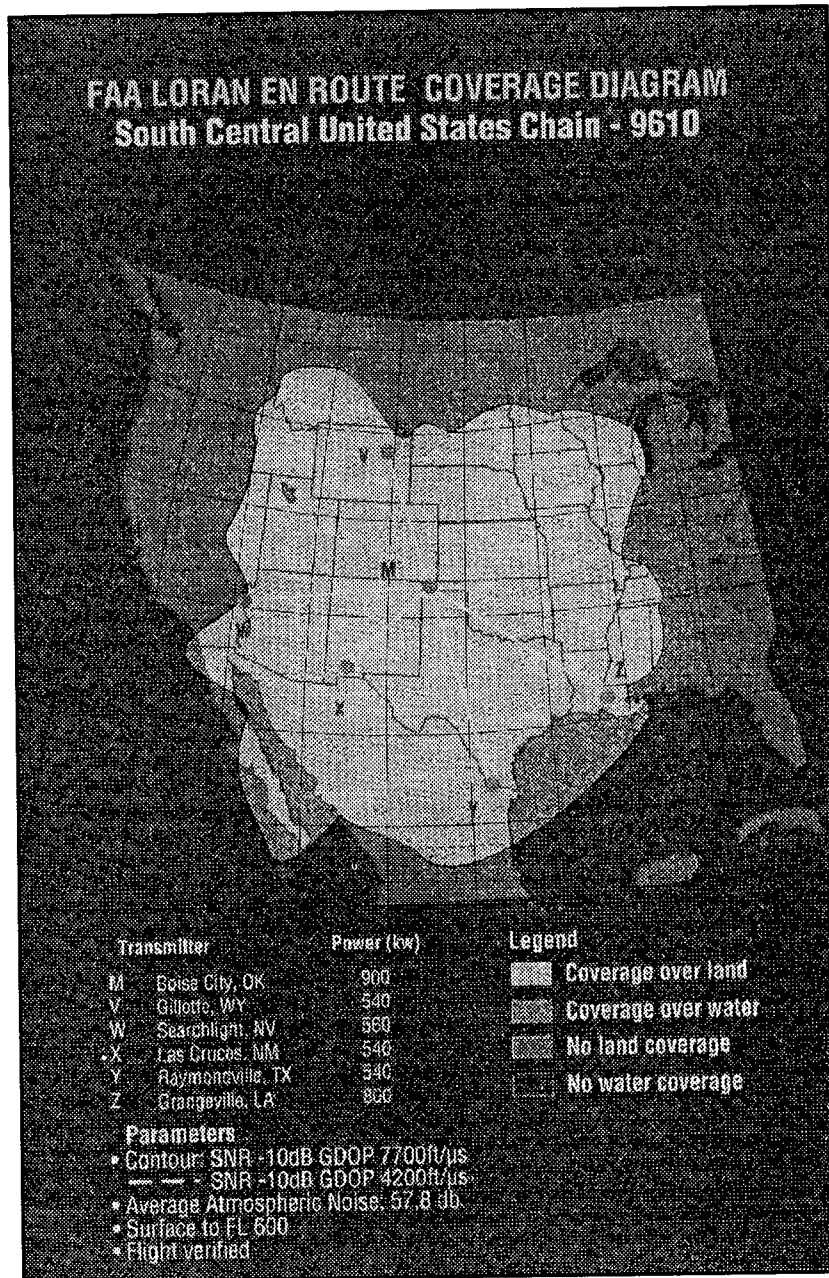 FAA LORAN EN ROUTE COVERAGE DIAGRAM
South Central United States Chain - 9610
V
M
W
Z
X
Y
Transmitter Power (kw)
M Boise City, OK 900
V Gillette, WY 540
W Searchlight, NV 560
X Las Cruces, NM 540
Y Raymondville, TX 540
Z Grangeville, LA 800
Legend
Coverage over land
Coverage over water
No land coverage
No water coverage
Parameters
• Contour: SNR -10dB GDOP 7700ft/µs
- SNR -10dB GDOP 4200ft/µs
• Average Atmospheric Noise: 57.8 db.
• Surface to FL 600
• Flight verified